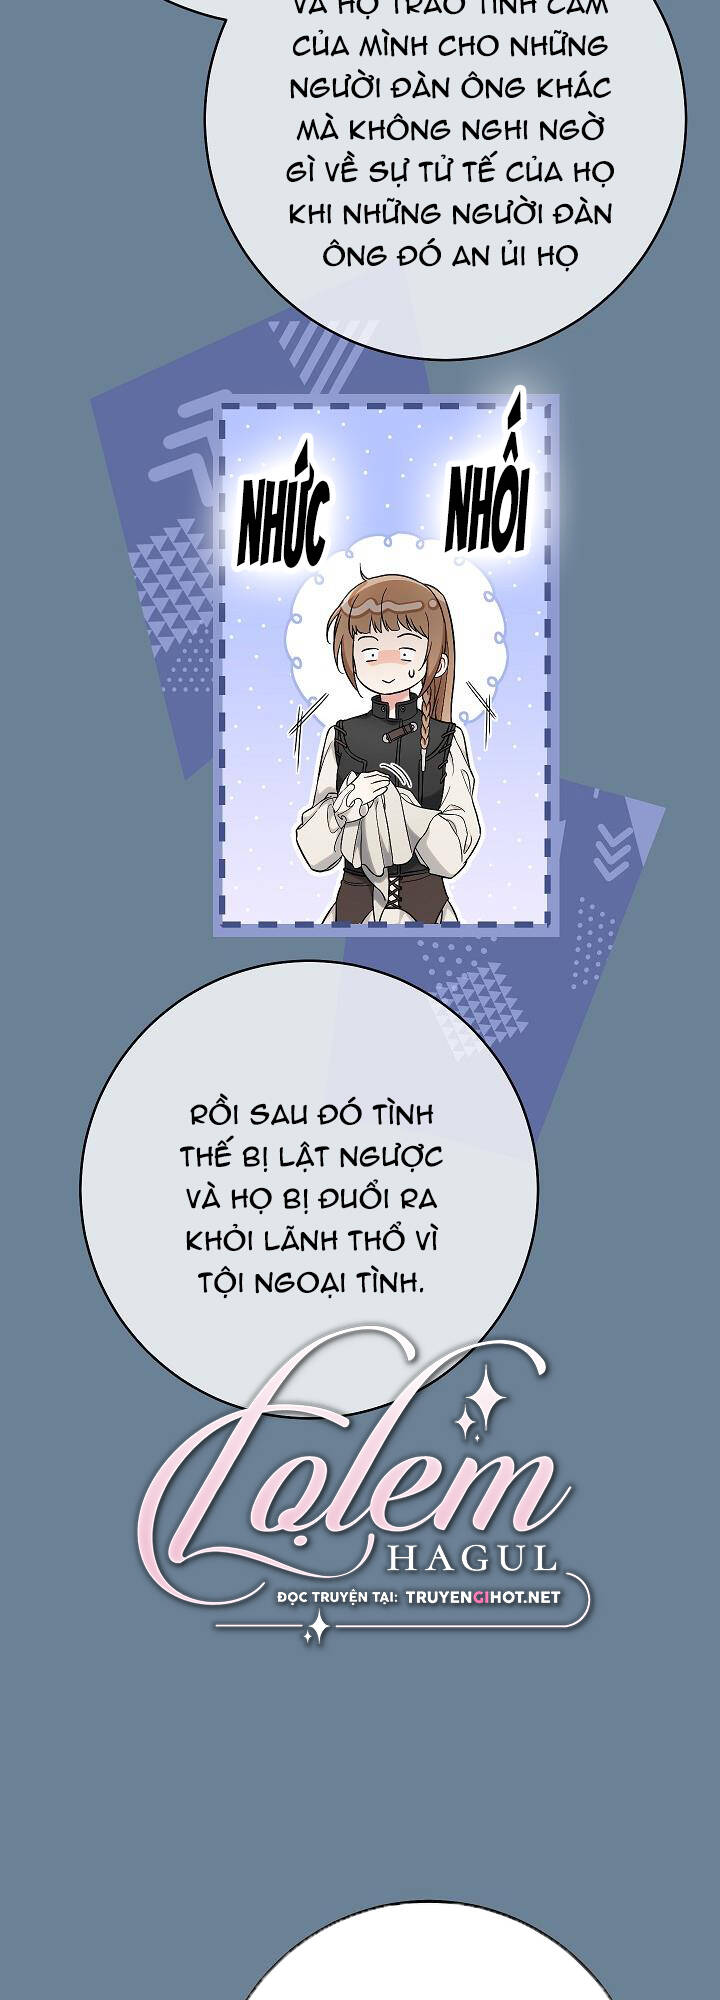 VÀ HỌ TRAO TÌNH CẢM
CỦA MÌNH CHO NHỮNG
NGƯỜI ĐÀN ÔNG KHÁC
MÀ KHÔNG NGHI NGỜ
GÌ VỀ SỰ TỬ TẾ CỦA HỌ
KHI NHỮNG NGƯỜI ĐÀN
ÔNG ĐÓ AN ỦI HỌ
NHỨC NHỐI
RỒI SAU ĐÓ TÌNH
THẾ BỊ LẬT NGƯỢC
VÀ HỌ BỊ ĐUỔI RA
KHỎI LÃNH THỔ VÌ
TỘI NGOẠI TÌNH.
Lọlem
HAGUL
ĐỌC TRUYỆN TẠI: TRUYENGIHOT.NET